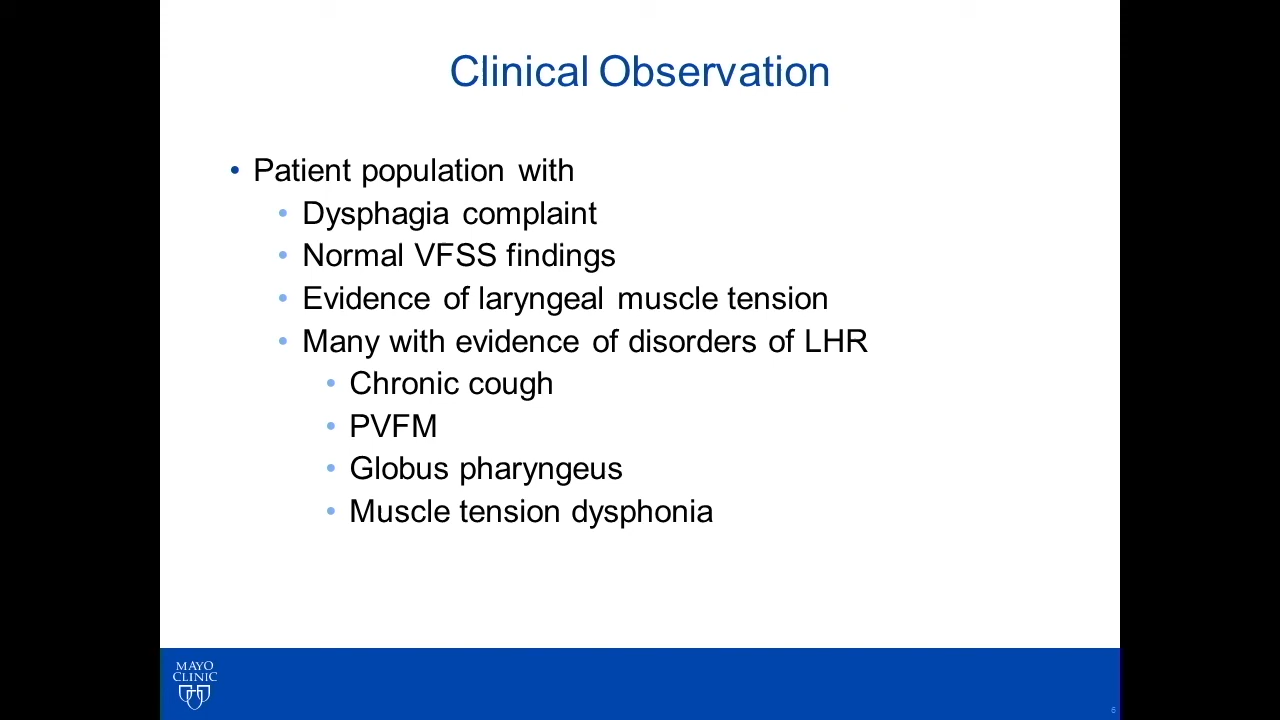 Clinical Observation
• Patient population with
• Dysphagia complaint
• Normal VFSS findings
• Evidence of laryngeal muscle tension
• Many with evidence of disorders of LHR
• Chronic cough
• PVFM
• Globus pharyngeus
• Muscle tension dysphonia
MAYO
CLINIC
6